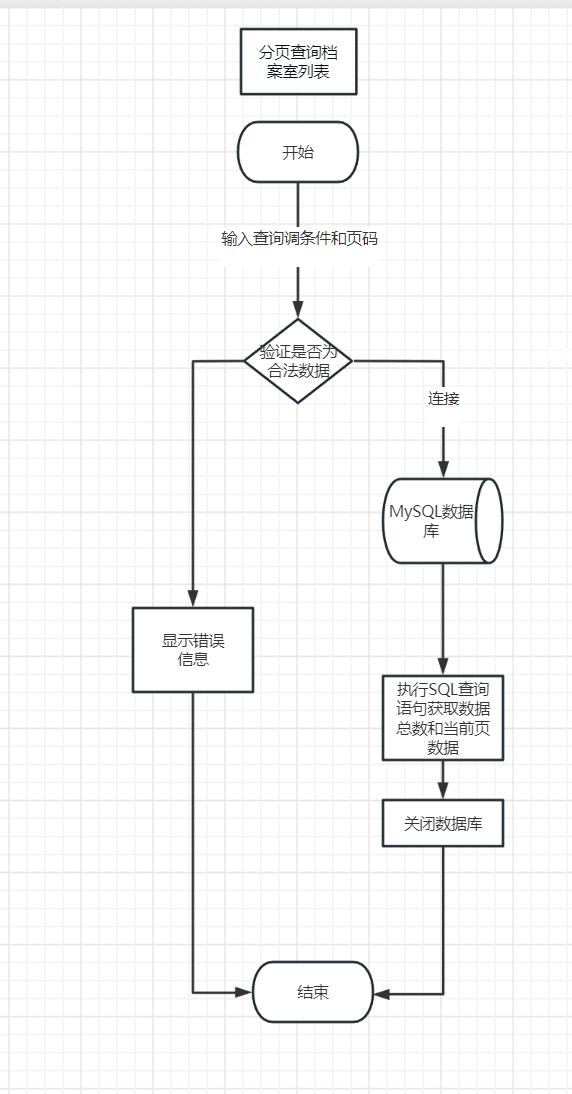 分页查询档
案室列表
开始
输入查询调条件和页码
验证是否为
合法数据
连接
MySQL数据
库
显示错误
信息
执行SQL查询
语句获取数据
总数和当前页
数据
关闭数据库
结束